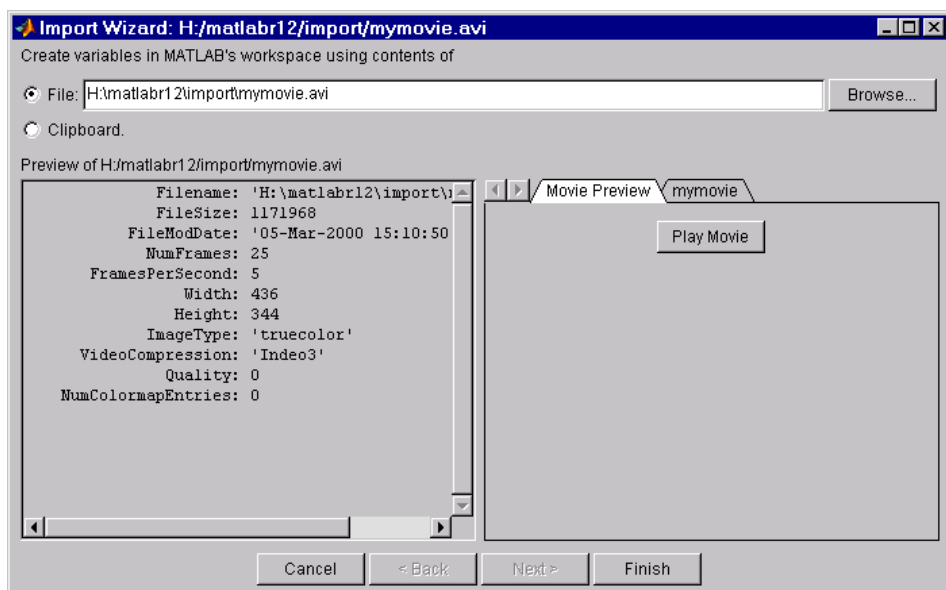 Import Wizard: H:/matlabr12/import/mymovie.avi
Create variables in MATLAB's workspace using contents of
File: H:\matlabr12\import\mymovie.avi Browse...
Clipboard.
Preview of H:/matlabr12/import/mymovie.avi
Filename: 'H:\matlabr12\import\
FileSize: 1171968
FileModDate: '05-Mar-2000 15:10:50
NumFrames: 25
FramesPerSecond: 5
Width: 436
Height: 344
ImageType: 'truecolor'
VideoCompression: 'Indeo3'
Quality: 0
NumColormapEntries: 0
Movie Preview mymovie
Play Movie
Cancel < Back Next > Finish